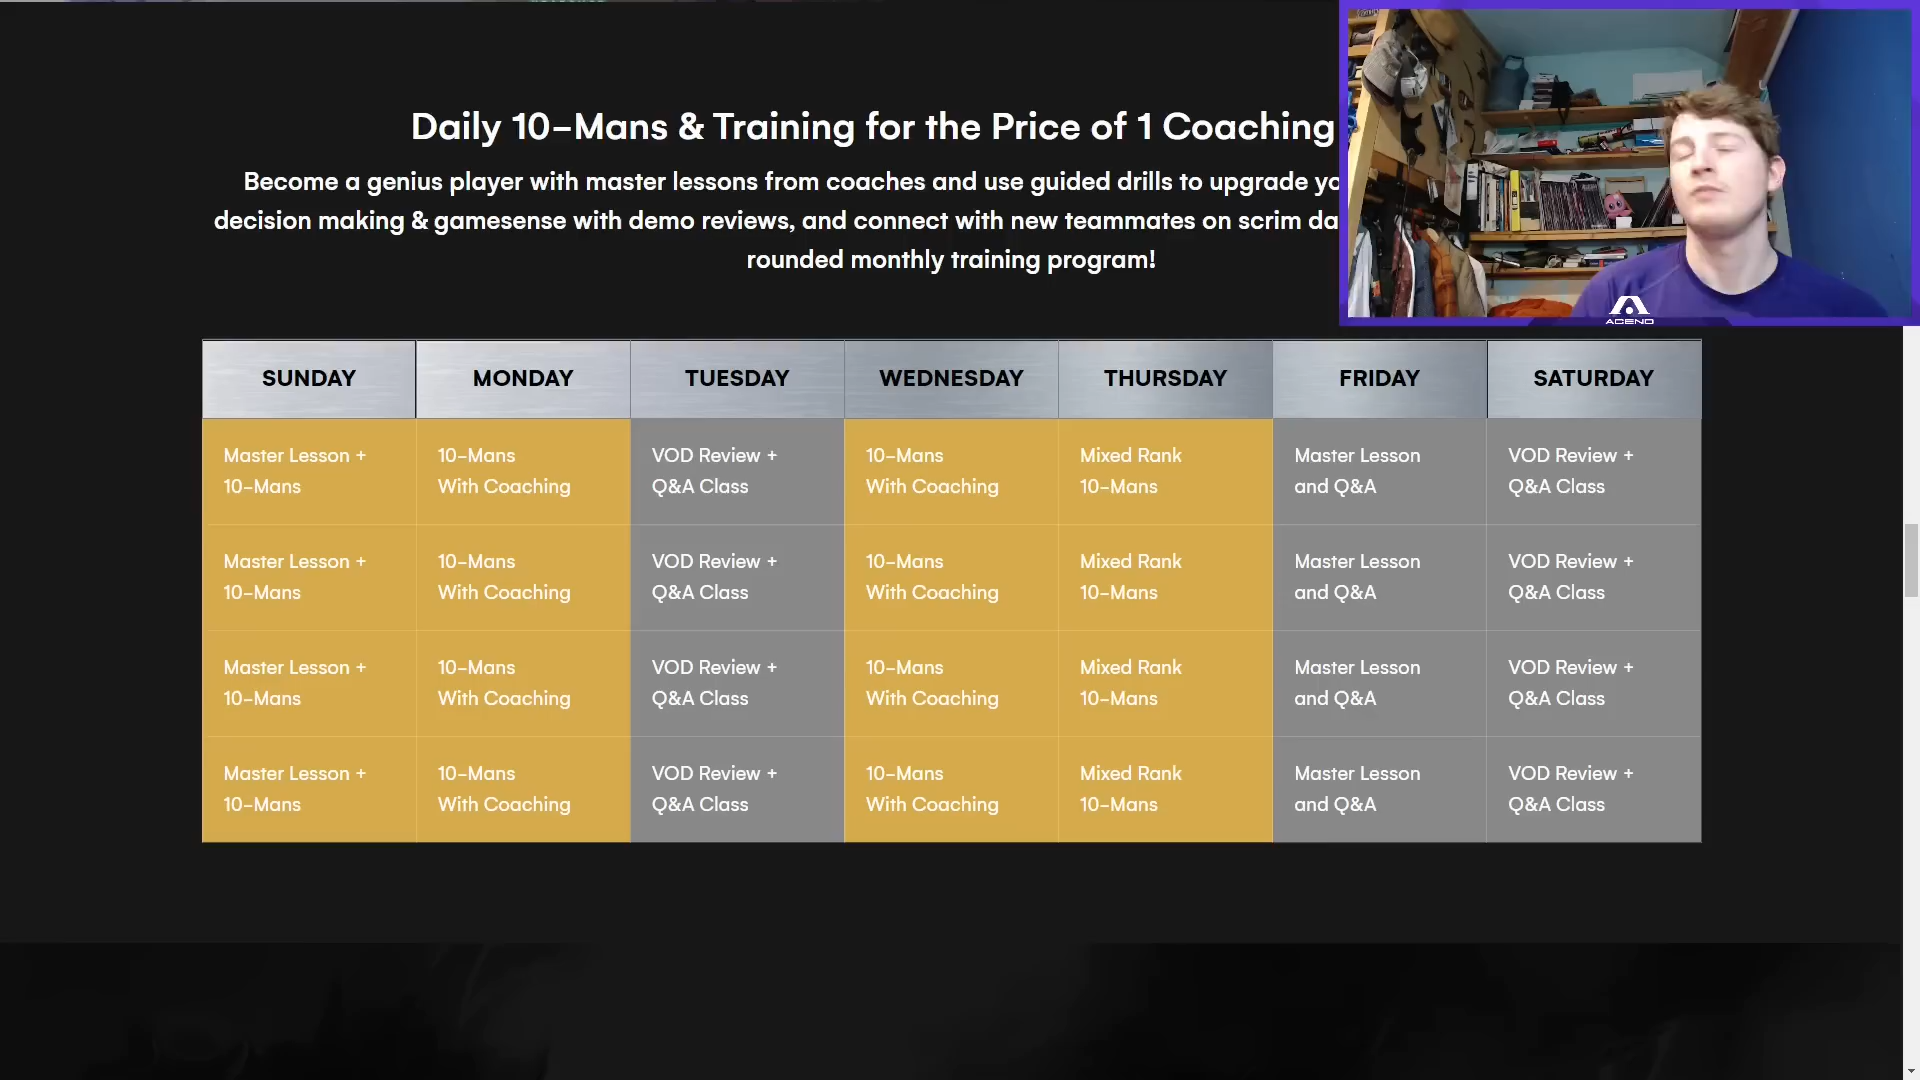 Daily 10-Mans & Training for the Price of 1 Coaching
Become a genius player with master lessons from coaches and use guided drills to upgrade
decision making & gamesense with demo reviews, and connect with new teammates on scrim
rounded monthly training program!
ACEND
SUNDAY MONDAY TUESDAY WEDNESDAY THURSDAY FRIDAY SATURDAY
Master Lesson + 10-Mans VOD Review + 10-Mans Mixed Rank Master Lesson VOD Review +
10-Mans With Coaching Q&A Class With Coaching 10-Mans and Q&A Q&A Class
Master Lesson + 10-Mans VOD Review + 10-Mans Mixed Rank Master Lesson VOD Review +
10-Mans With Coaching Q&A Class With Coaching 10-Mans and Q&A Q&A Class
Master Lesson + 10-Mans VOD Review + 10-Mans Mixed Rank Master Lesson VOD Review +
10-Mans With Coaching Q&A Class With Coaching 10-Mans and Q&A Q&A Class
Master Lesson + 10-Mans VOD Review + 10-Mans Mixed Rank Master Lesson VOD Review +
10-Mans With Coaching Q&A Class With Coaching 10-Mans and Q&A Q&A Class